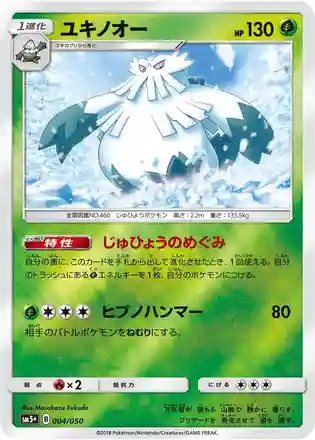 1進化
ユキノオー
HP 130
ユキカブリから進化
全国図鑑NO.460 じゅひょうポケモン 高さ:2.2m 重さ:135.5kg
特性 じゅひょうのめぐみ
自分の番に、このカードを手札から出して進化させたとき、1回使える。自分のトラッシュにあるエネルギーを1枚、自分のポケモンにつける。
ヒプノハンマー 80
相手のバトルポケモンをねむりにする。
弱点 ×2 抵抗力 にげる
Illus.Masakazu Fukuda
SM5+ B 004/050
©2018 Pokémon/Nintendo/Creatures/GAME FREAK.